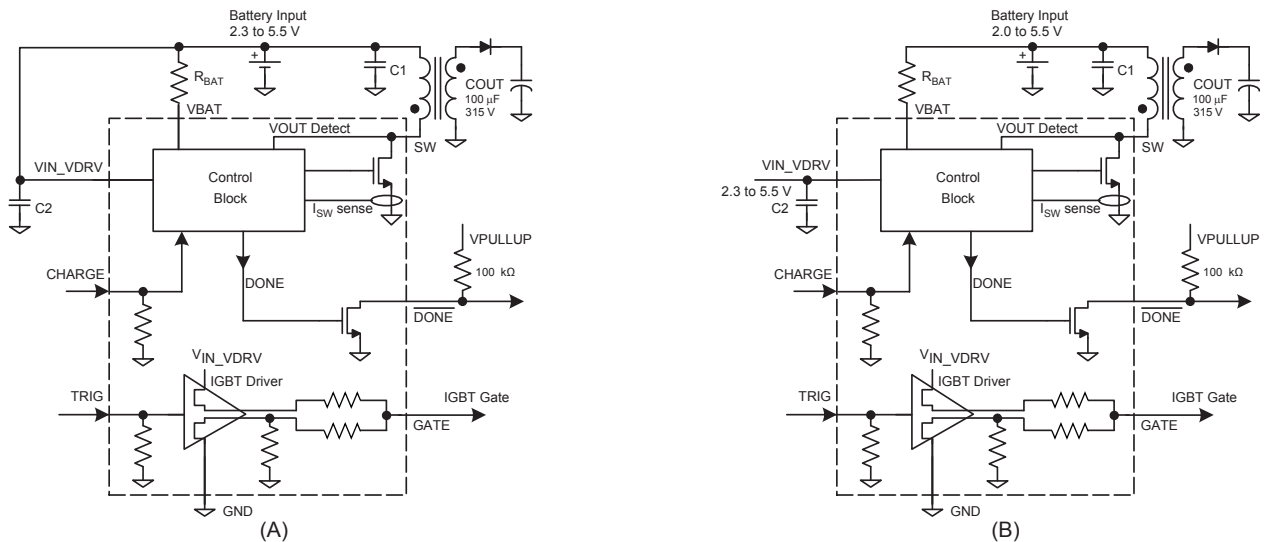 Battery Input
2.3 to 5.5 V
+
C1
R_BAT
VBAT
COUT
100 µF
315 V
VOUT Detect
SW
VIN_VDRV
Control
Block
C2
I_SW sense
VPULLUP
100 kΩ
CHARGE
DONE
DONE
V_IN_VDRV
IGBT Driver
TRIG
IGBT Gate
GATE
GND
(A)
Battery Input
2.0 to 5.5 V
+
C1
R_BAT
VBAT
COUT
100 µF
315 V
VOUT Detect
SW
VIN_VDRV
2.3 to 5.5 V
Control
Block
C2
I_SW sense
VPULLUP
100 kΩ
CHARGE
DONE
DONE
V_IN_VDRV
IGBT Driver
TRIG
IGBT Gate
GATE
GND
(B)